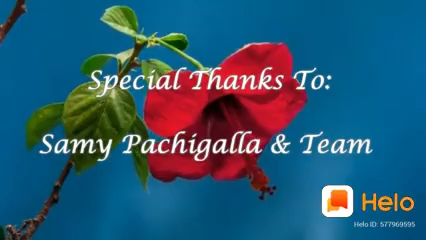 Special Thanks To:
Samy Pachigalla & Team
Helo
Helo ID: 577969595